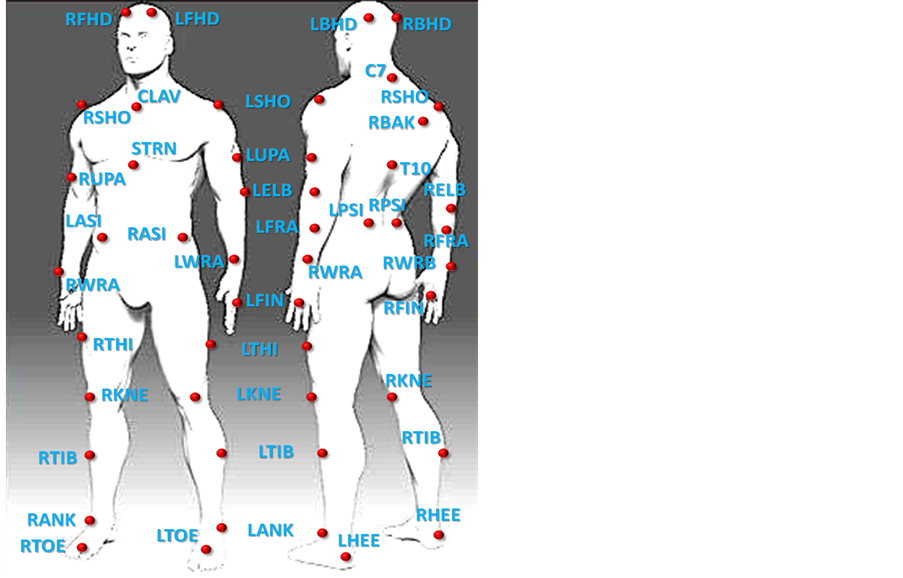 RFHD
LFHD
LBHD
RBHD
C7
CLAV
RSHO
LSHO
RSHO
RBAK
STRN
LUPA
T10
RUPA
LELB
RELB
LASI
RASI
LFRA
LPSI
RPSI
RFRA
LWRA
RWRA
RWRB
RWRA
LFIN
RFIN
RTHI
LTHI
RKNE
RKNE
LKNE
RTIB
RTIB
LTIB
RHEE
RANK
LANK
RTOE
LTOE
LHEE